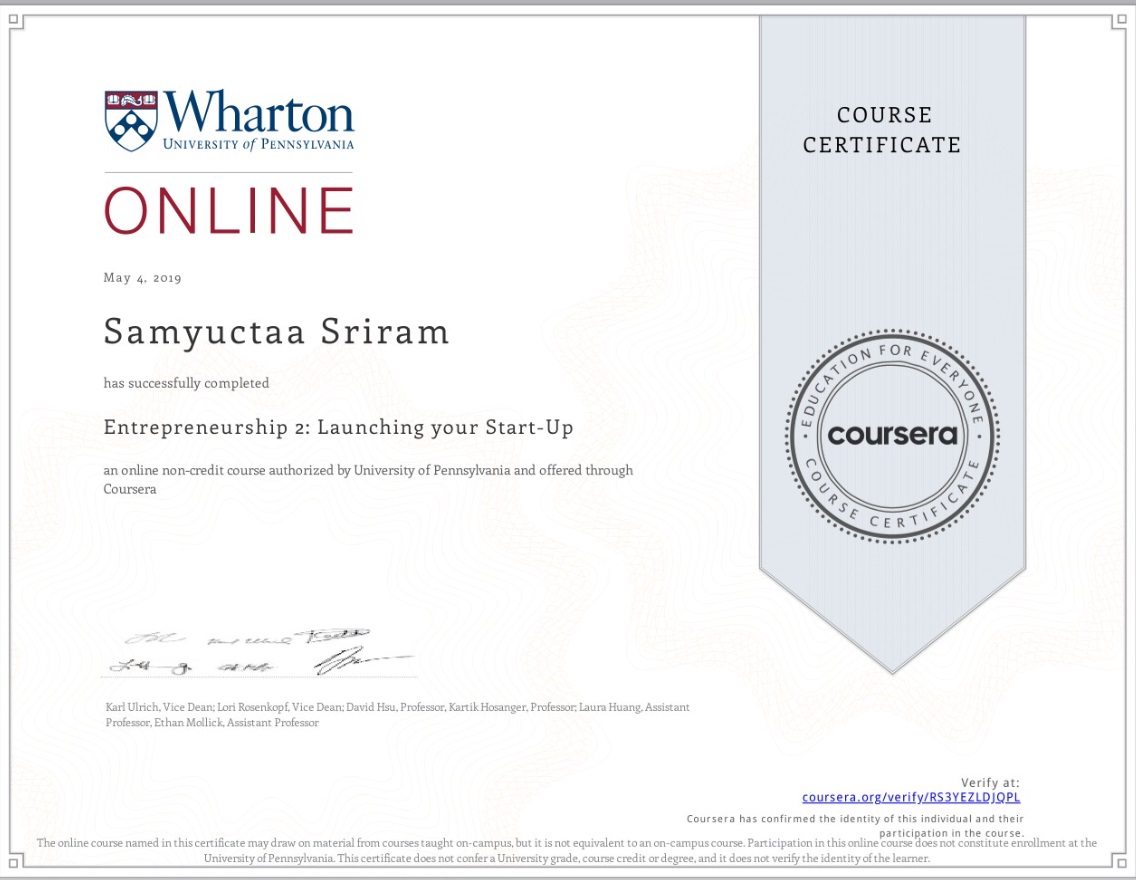 Wharton
UNIVERSITY of PENNSYLVANIA
ONLINE
May 4, 2019
Samyuctaa Sriram
has successfully completed
Entrepreneurship 2: Launching your Start-Up
an online non-credit course authorized by University of Pennsylvania and offered through
Coursera
Karl Ulrich, Vice Dean; Lori Rosenkopf, Vice Dean; David Hsu, Professor, Kartik Hosanger, Professor; Laura Huang, Assistant
Professor, Ethan Mollick, Assistant Professor
COURSE
CERTIFICATE
EDUCATION FOR EVERYONE
coursera
COURSE CERTIFICATE
Verify at:
coursera.org/verify/RS3YEZLDJQPL
Coursera has confirmed the identity of this individual and their
participation in the course.
The online course named in this certificate may draw on material from courses taught on-campus, but it is not equivalent to an on-campus course. Participation in this online course does not constitute enrollment at the
University of Pennsylvania. This certificate does not confer a University grade, course credit or degree, and it does not verify the identity of the learner.